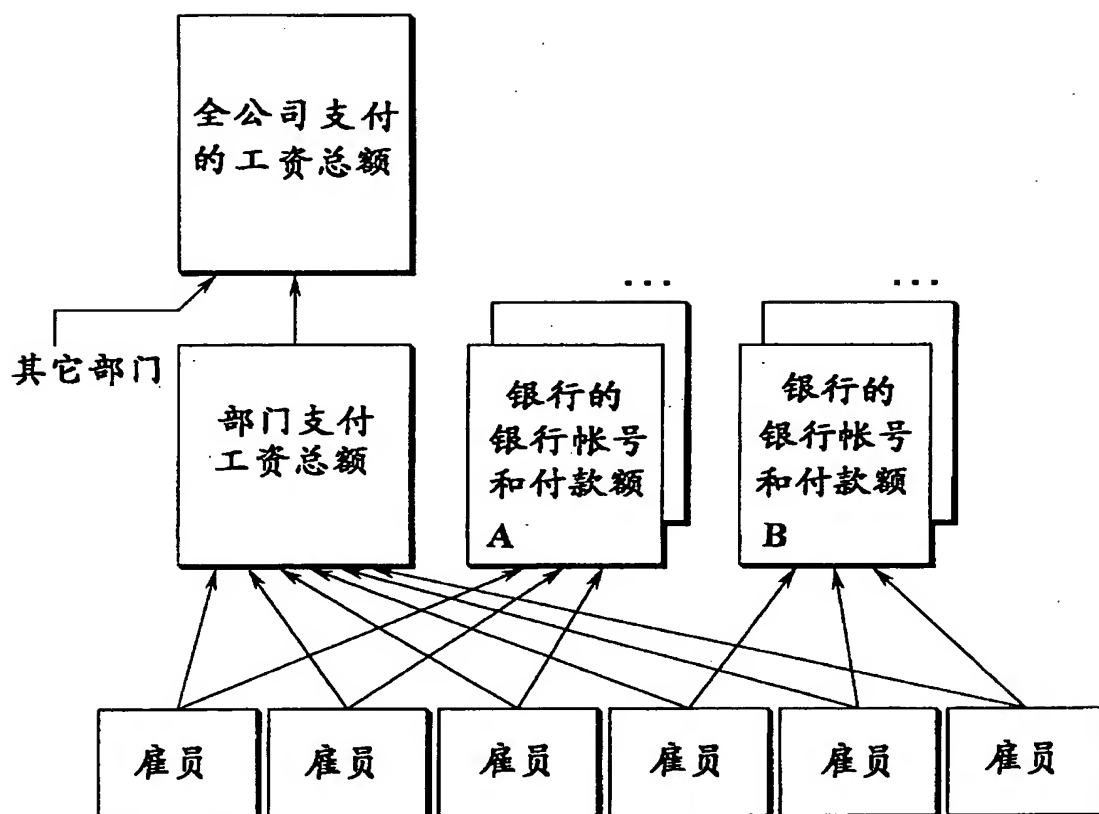 全公司支付
的工资总额
...
...
其它部门
部门支付
工资总额
银行的
银行帐号
和付款额
A
银行的
银行帐号
和付款额
B
雇员
雇员
雇员
雇员
雇员
雇员